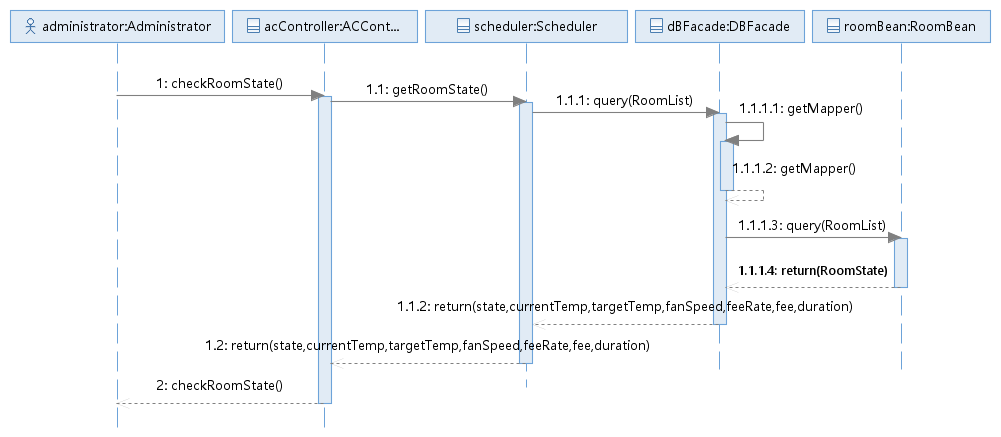 administrator:Administrator
acController:ACCont...
scheduler:Scheduler
dBFacade:DBFacade
roomBean:RoomBean
1: checkRoomState()
1.1: getRoomState()
1.1.1: query(RoomList)
1.1.1.1: getMapper()
1.1.1.2: getMapper()
1.1.1.3: query(RoomList)
1.1.1.4: return(RoomState)
1.1.2: return(state,currentTemp,targetTemp,fanSpeed,feeRate,fee,duration)
1.2: return(state,currentTemp,targetTemp,fanSpeed,feeRate,fee,duration)
2: checkRoomState()